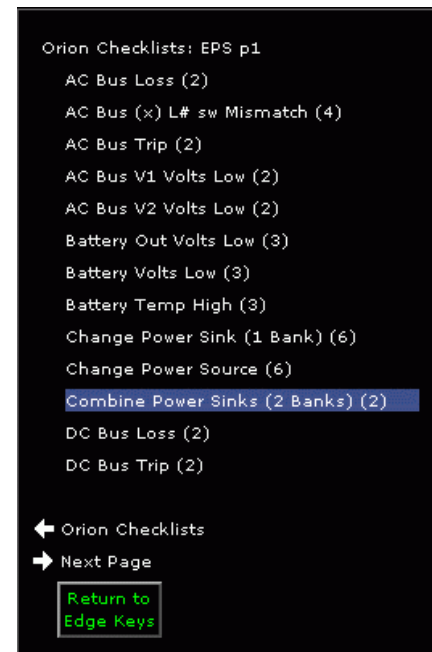 Orion Checklists: EPS p1
AC Bus Loss (2)
AC Bus (x) L# sw Mismatch (4)
AC Bus Trip (2)
AC Bus V1 Volts Low (2)
AC Bus V2 Volts Low (2)
Battery Out Volts Low (3)
Battery Volts Low (3)
Battery Temp High (3)
Change Power Sink (1 Bank) (6)
Change Power Source (6)
Combine Power Sinks (2 Banks) (2)
DC Bus Loss (2)
DC Bus Trip (2)
Orion Checklists
Next Page
Return to
Edge Keys